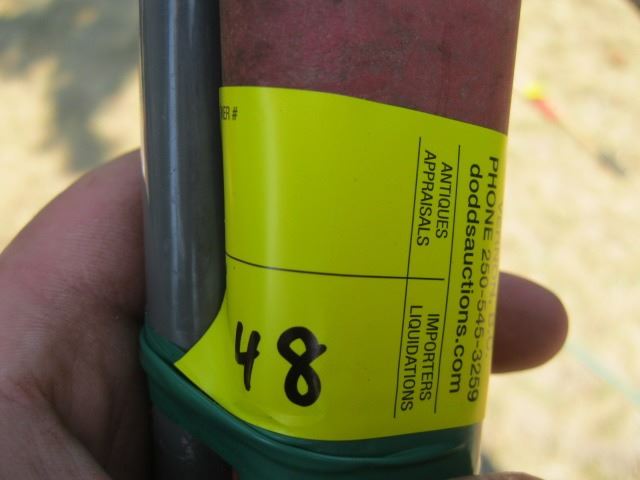 PHONE 250-545-3259
doddsauctions.com
ANTIQUES
APPRAISALS
IMPORTERS
LIQUIDATIONS
48